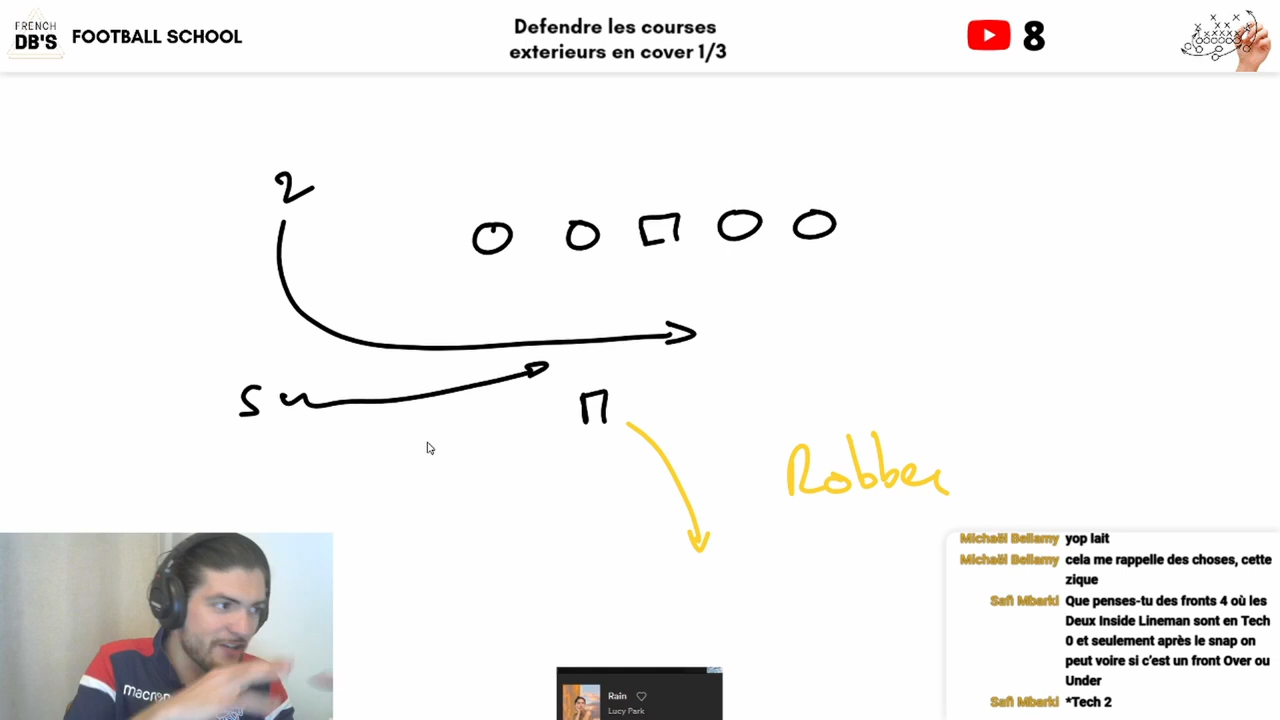 FRENCH
DB'S
FOOTBALL SCHOOL
Defendre les courses
exterieurs en cover 1/3
8
2
S
M
Robber
Michaël Bellamy yop lait
Michaël Bellamy cela me rappelle des choses, cette
zique
Safi Mbarki Que penses-tu des fronts 4 où les
Deux Inside Lineman sont en Tech
0 et seulement après le snap on
peut voire si c'est un front Over ou
Under
Safi Mbarki *Tech 2
macron
Rain
Lucy Park